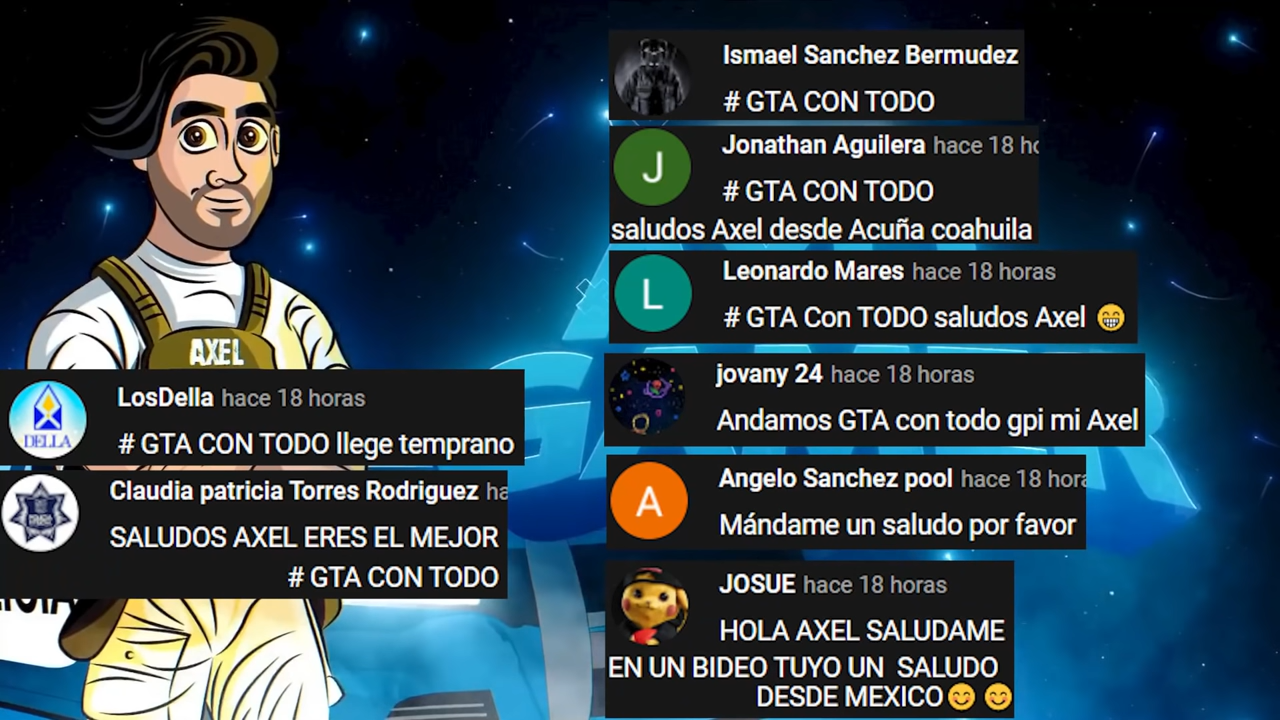 AXEL
LosDella hace 18 horas
# GTA CON TODO llege temprano
DELLA
Claudia patricia Torres Rodriguez ha
SALUDOS AXEL ERES EL MEJOR
# GTA CON TODO
Ismael Sanchez Bermudez
# GTA CON TODO
J
Jonathan Aguilera hace 18 ho
# GTA CON TODO
saludos Axel desde Acuña coahuila
L
Leonardo Mares hace 18 horas
# GTA Con TODO saludos Axel 😁
jovany 24 hace 18 horas
Andamos GTA con todo gpi mi Axel
A
Angelo Sanchez pool hace 18 hora
Mándame un saludo por favor
JOSUE hace 18 horas
HOLA AXEL SALUDAME
EN UN BIDEO TUYO UN SALUDO
DESDE MEXICO😊 😊